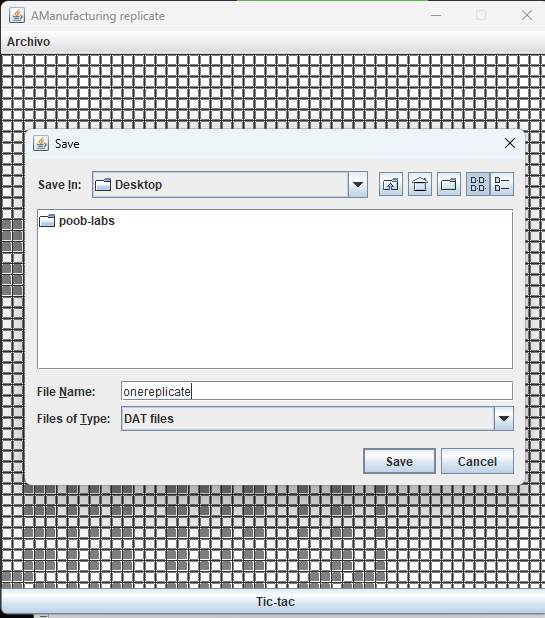 AManufacturing replicate
Archivo
Save
Save In: Desktop
poob-labs
File Name: onereplicate
Files of Type: DAT files
Save Cancel
Tic-tac